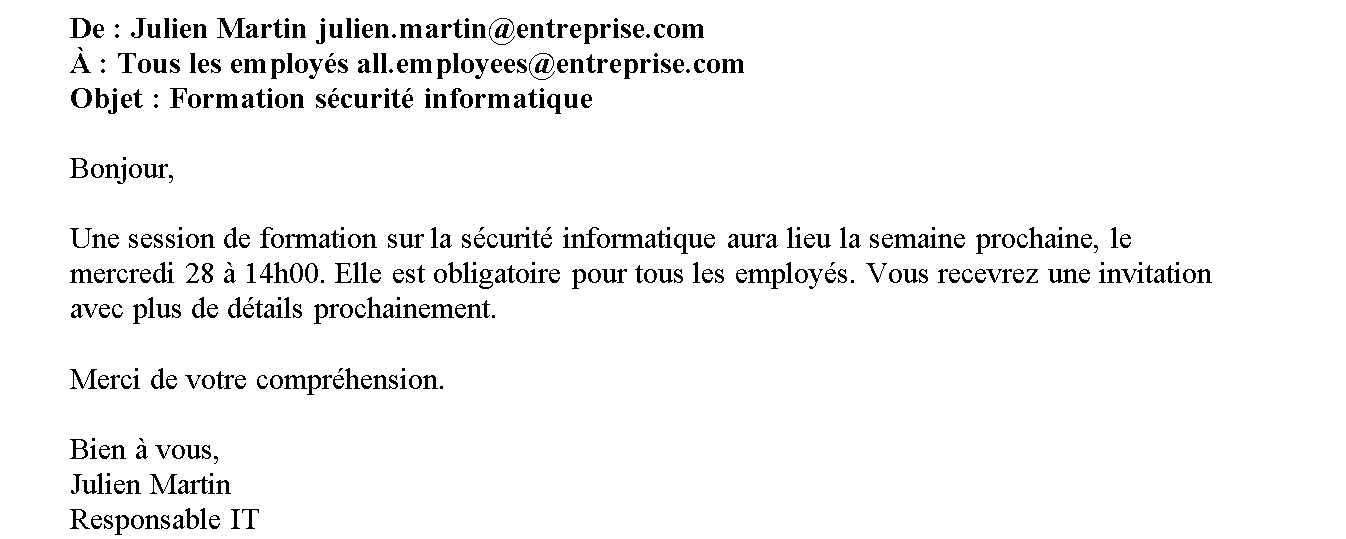 De : Julien Martin julien.martin@entreprise.com
À : Tous les employés all.employees@entreprise.com
Objet : Formation sécurité informatique
Bonjour,
Une session de formation sur la sécurité informatique aura lieu la semaine prochaine, le
mercredi 28 à 14h00. Elle est obligatoire pour tous les employés. Vous recevrez une invitation
avec plus de détails prochainement.
Merci de votre compréhension.
Bien à vous,
Julien Martin
Responsable IT